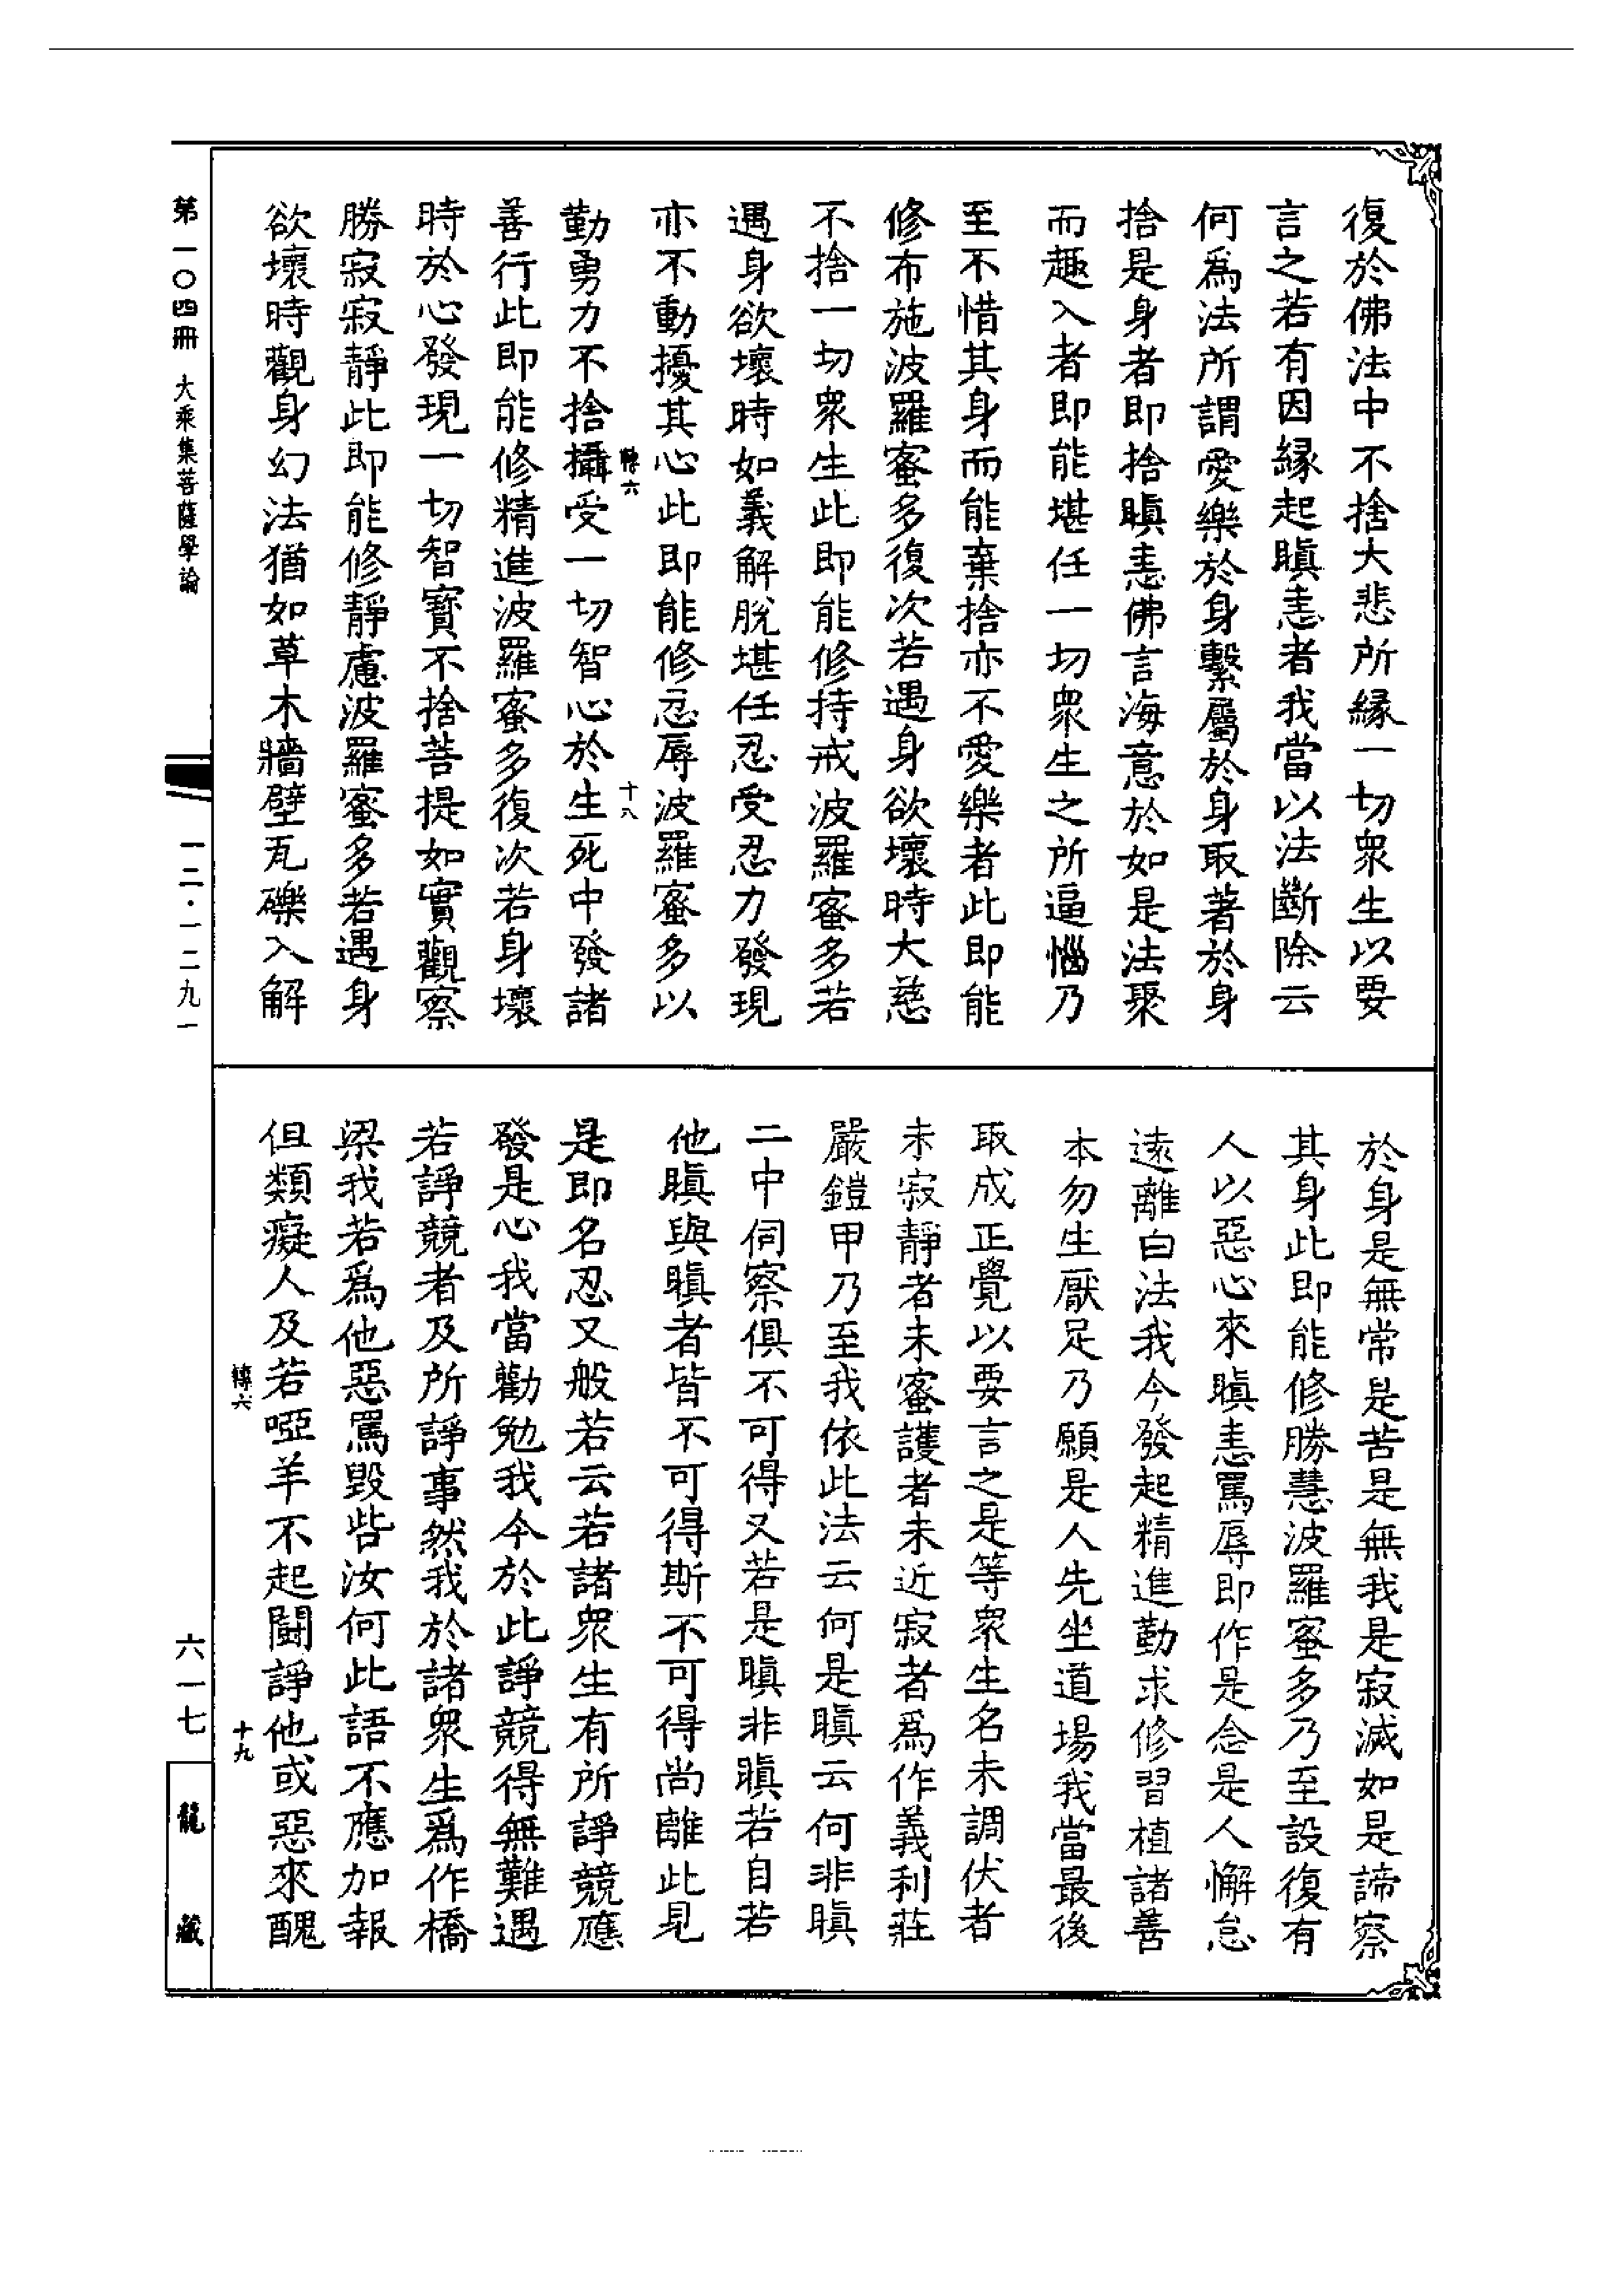 復於佛法中不捨大悲所緣一切眾生以要
言之若有因緣起瞋恚者我當以法斷除云
何爲法所謂愛樂於身繫屬於身取著於身
捨是身者即捨瞋恚佛言海意於如是法聚
而趣入者即能堪任一切眾生之所逼惱乃
至不惜其身而能棄捨亦不愛樂者此即能
修布施波羅蜜多復次若遇身欲壞時大慈
不捨一切眾生此即能修持戒波羅蜜多若
遇身欲壞時如義解脫堪任忍受忍力發現
亦不動擾其心此即能修忍辱波羅蜜多以
轉六
十八
勤勇力不捨攝受一切智心於生死中發諸
善行此即能修精進波羅蜜多復次若身壞
時於心發現一切智寶不捨菩提如實觀察
勝寂寂靜此即能修靜慮波羅蜜多若遇身
欲壞時觀身幻法猶如草木牆壁瓦礫入解
於身是無常是苦是無我是寂滅如是諦察
其身此即能修勝慧波羅蜜多乃至設復有
人以惡心來瞋恚罵辱即作是念是人懈怠
遠離白法我今發起精進勤求修習植諸善
本勿生厭足乃願是人先坐道場我當最後
取成正覺以要言之是等眾生名未調伏者
未寂靜者未蜜護者未近寂者爲作義利莊
嚴鎧甲乃至我依此法云何是瞋云何非瞋
二中伺察俱不可得又若是瞋非瞋若自若
他瞋與瞋者皆不可得斯不可得尚離此見
是即名忍又般若云若諸眾生有所諍競應
發是心我當勸勉我今於此諍競得無難遇
若諍競者及所諍事然我於諸眾生爲作橋
梁我若爲他惡罵毀呰汝何此語不應加報
但類癡人及若啞羊不起鬪諍他或惡來醜
轉六
十九
第一〇四冊 大乘集菩薩學論
一二·一二九一
六一七
龍藏